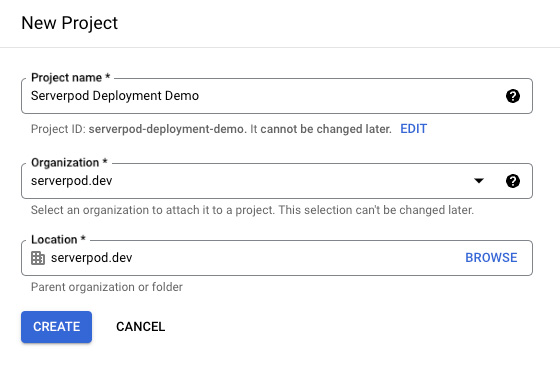 New Project
Project name *
Serverpod Deployment Demo
Project ID: serverpod-deployment-demo. It cannot be changed later. EDIT
Organization *
serverpod.dev
Select an organization to attach it to a project. This selection can't be changed later.
Location *
serverpod.dev BROWSE
Parent organization or folder
CREATE CANCEL